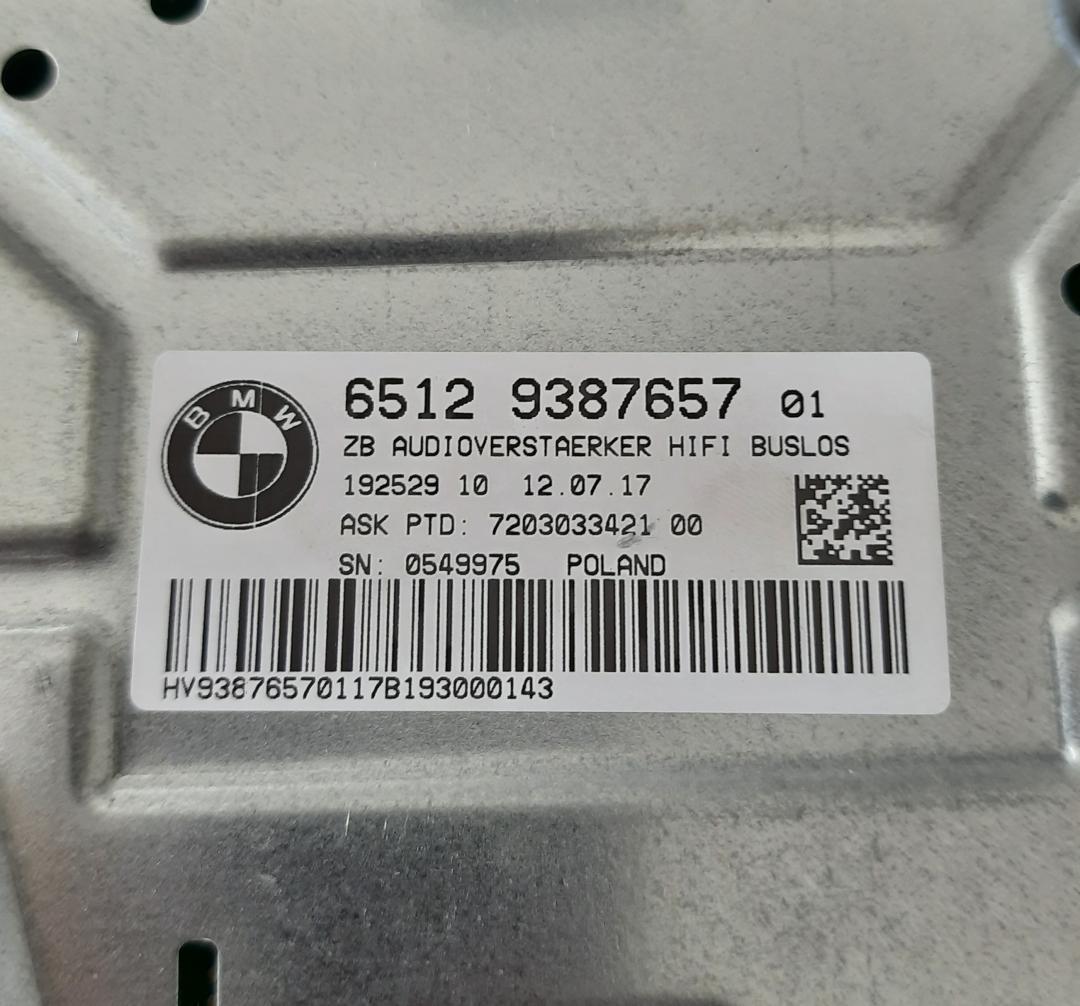 BMW
6512 9387657 01
ZB AUDIOVERSTAERKER HIFI BUSLOS
192529 10 12.07.17
ASK PTD: 7203033421 00
SN: 0549975 POLAND
HV93876570117B193000143